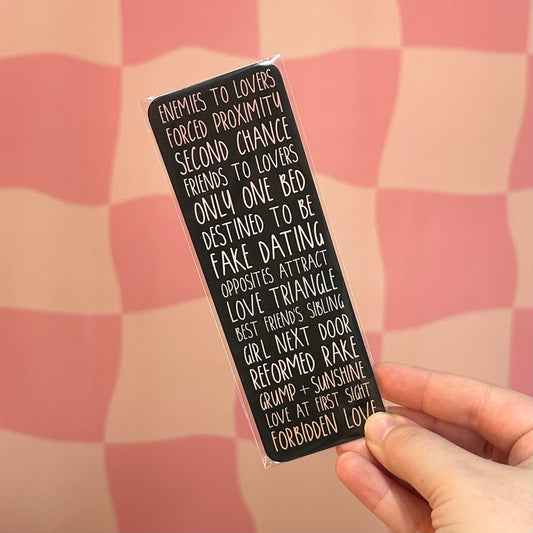 ENEMIES TO LOVERS
FORCED PROXIMITY
SECOND CHANCE
FRIENDS TO LOVERS
ONLY ONE BED
DESTINED TO BE
FAKE DATING
OPPOSITES ATTRACT
LOVE TRIANGLE
BEST FRIENDS SIBLING
GIRL NEXT DOOR
REFORMED RAKE
GRUMP + SUNSHINE
LOVE AT FIRST SIGHT
FORBIDDEN LOVE